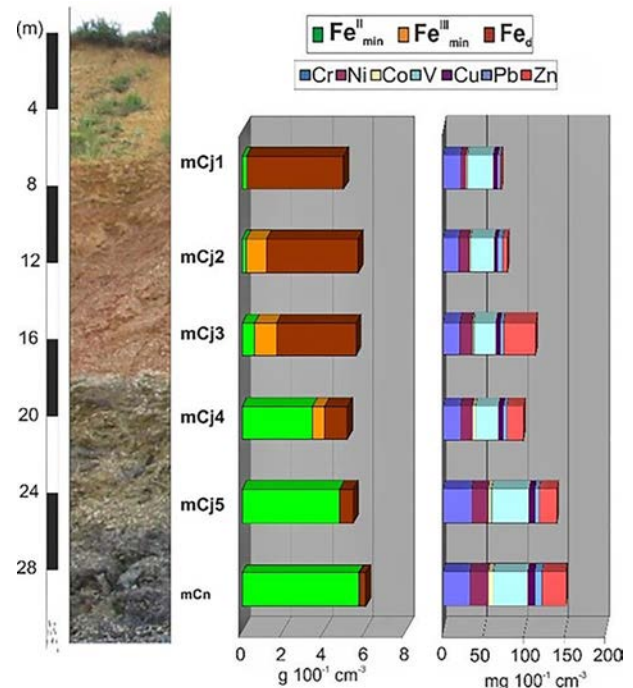 (m)
4
8
12
16
20
24
28
Fe^II_min Fe^III_min Fe_d
Cr Ni Co V Cu Pb Zn
mCj1
mCj2
mCj3
mCj4
mCj5
mCn
0 2 4 6 8
g 100⁻¹ cm⁻³
0 50 100 150 200
mg 100⁻¹ cm⁻³